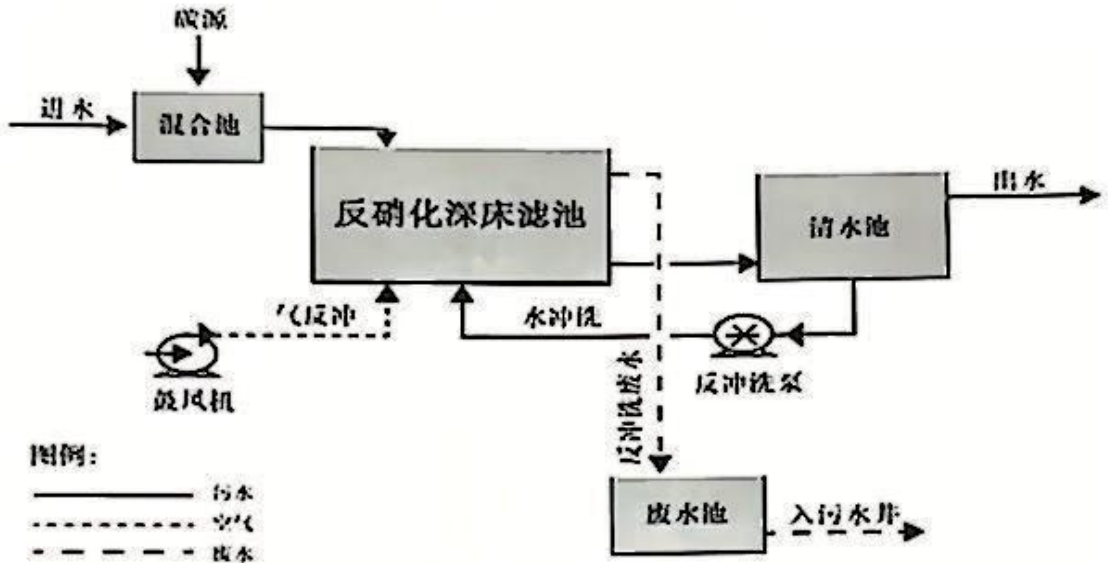 碳源
进水
混合池
反硝化深床滤池
出水
清水池
气反冲
水冲洗
鼓风机
反冲洗泵
反冲洗废水
图例：
污水
空气
废水
废水池
入污水井